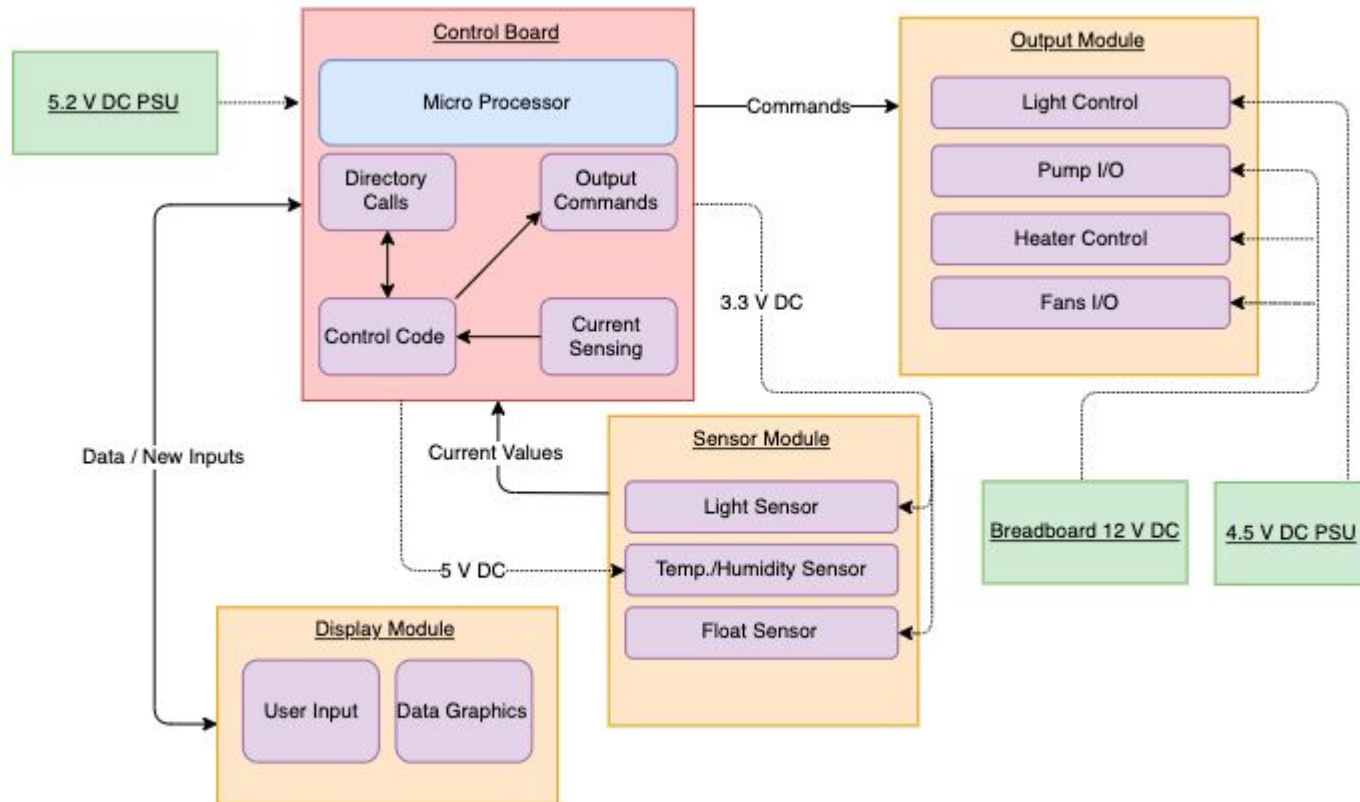 Control Board
Output Module
5.2 V DC PSU
Micro Processor
Commands
Light Control
Directory
Calls
Output
Commands
Pump I/O
Heater Control
3.3 V DC
Fans I/O
Control Code
Current
Sensing
Data / New Inputs
Current Values
Sensor Module
Light Sensor
Breadboard 12 V DC
4.5 V DC PSU
5 V DC
Temp./Humidity Sensor
Float Sensor
Display Module
User Input
Data Graphics